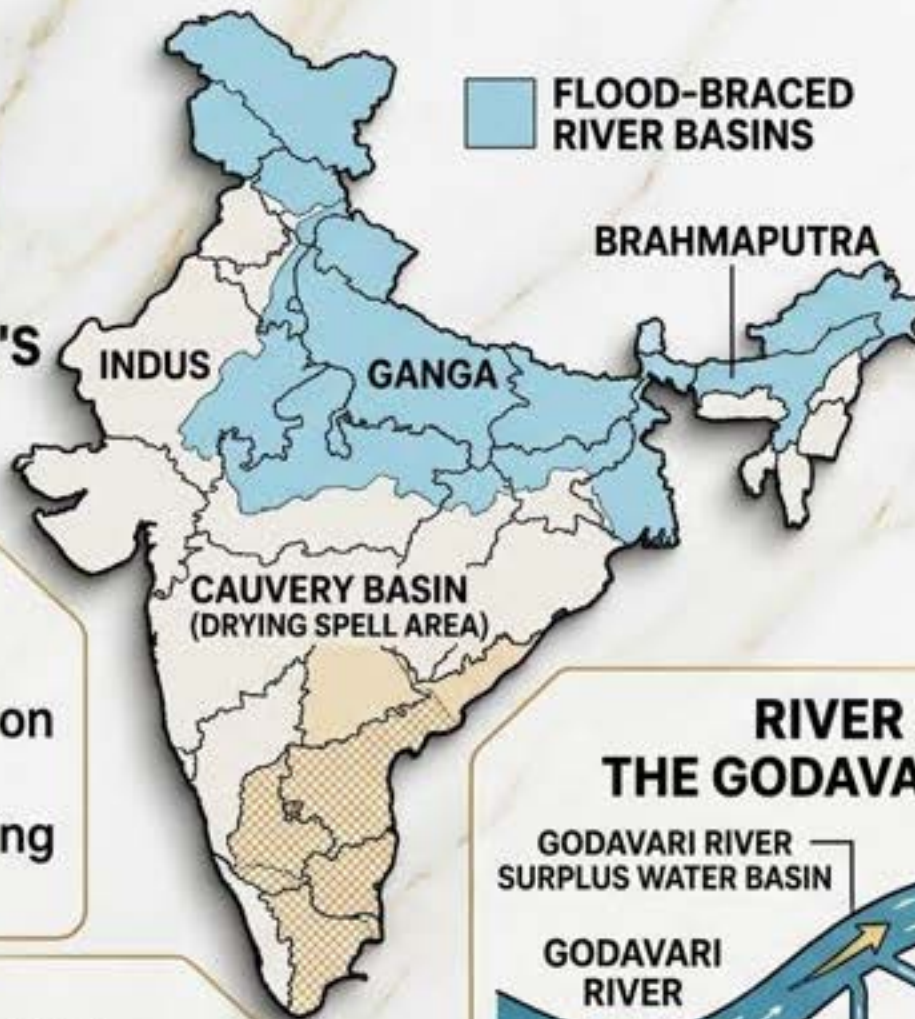 FLOOD-BRACED
RIVER BASINS
BRAHMAPUTRA
'S
INDUS
GANGA
CAUVERY BASIN
(DRYING SPELL AREA)
on
ng
RIVER
THE GODAVA
GODAVARI RIVER
SURPLUS WATER BASIN
GODAVARI
RIVER